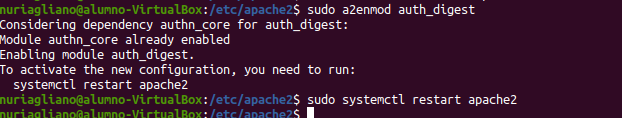 nuriagliano@alumno-VirtualBox:/etc/apache2$ sudo a2enmod auth_digest
Considering dependency authn_core for auth_digest:
Module authn_core already enabled
Enabling module auth_digest.
To activate the new configuration, you need to run:
  systemctl restart apache2
nuriagliano@alumno-VirtualBox:/etc/apache2$ sudo systemctl restart apache2
nuriagliano@alumno-VirtualBox:/etc/apache2$